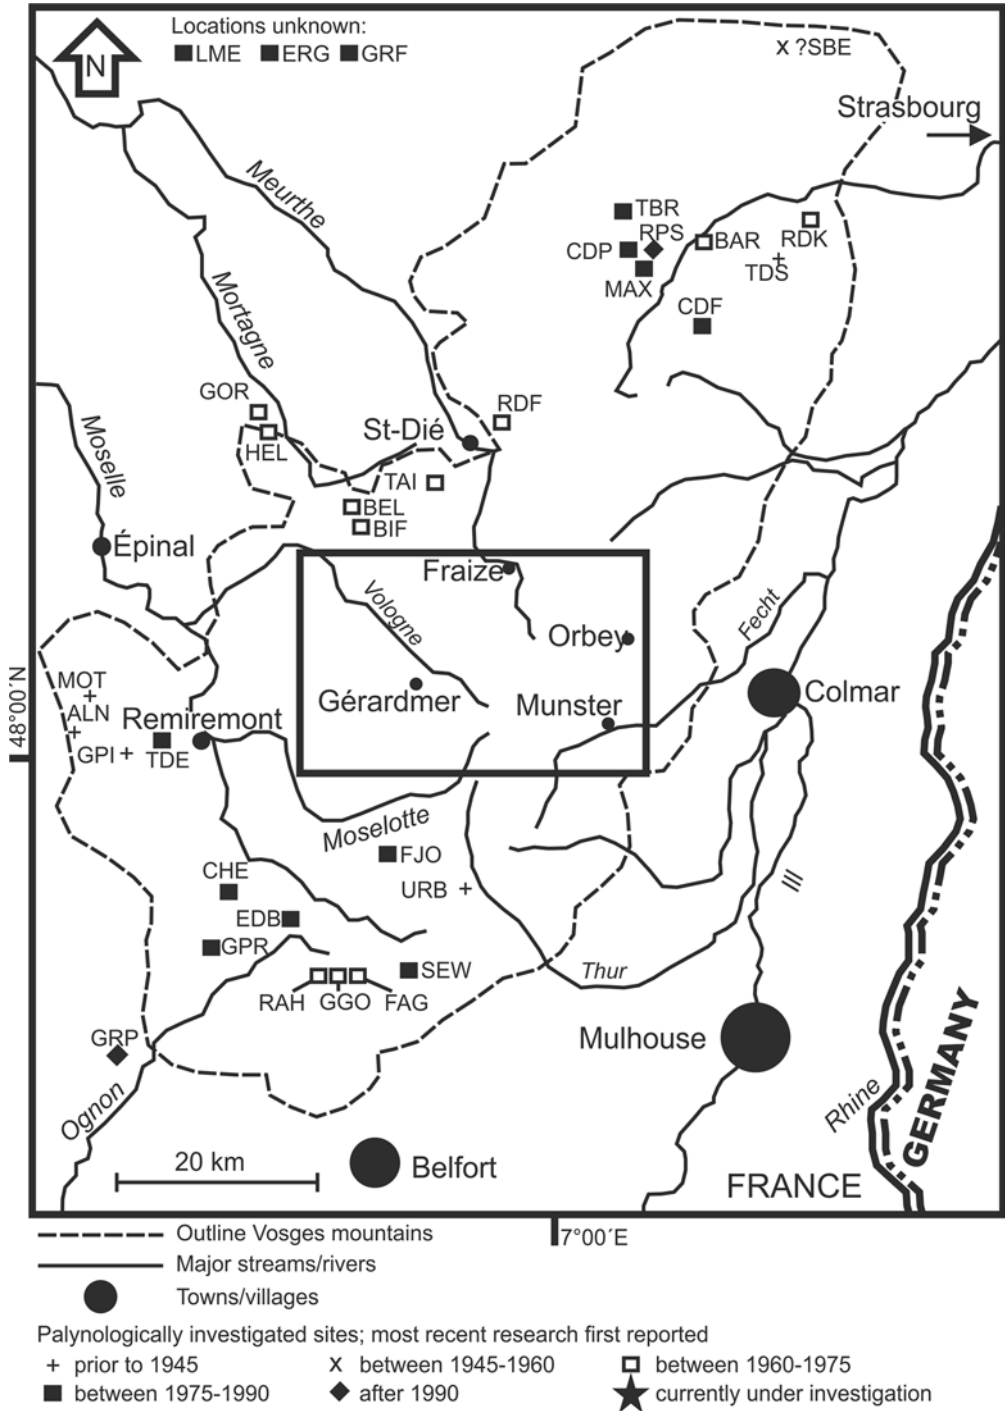 Locations unknown:
LME ERG GRF
N
x ?SBE
Strasbourg
Meurthe
TBR
RPS
CDP
BAR
RDK
TDS
MAX
CDF
Mortagne
GOR
HEL
St-Dié
RDF
Moselle
TAI
BEL
BIF
Épinal
Fraize
Vologne
Orbey
Fecht
Gérardmer
Munster
Colmar
MOT
ALN
Remiremont
GPI
TDE
48°00´N
Moselotte
FJO
URB
CHE
EDB
GPR
SEW
RAH GGO FAG
Thur
Ill
GRP
Mulhouse
Ognon
Rhine
GERMANY
20 km
Belfort
FRANCE
7°00´E
Outline Vosges mountains
Major streams/rivers
Towns/villages
Palynologically investigated sites; most recent research first reported
+ prior to 1945 x between 1945-1960 between 1960-1975
between 1975-1990 after 1990 currently under investigation